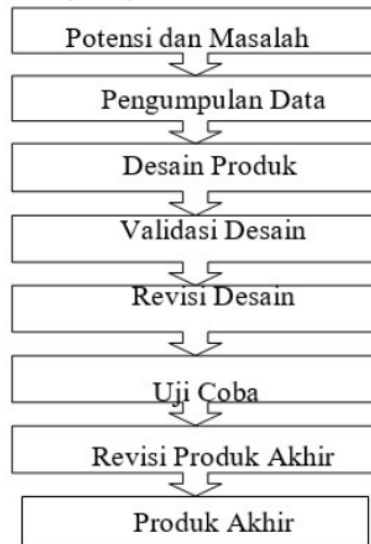 Potensi dan Masalah
Pengumpulan Data
Desain Produk
Validasi Desain
Revisi Desain
Uji Coba
Revisi Produk Akhir
Produk Akhir